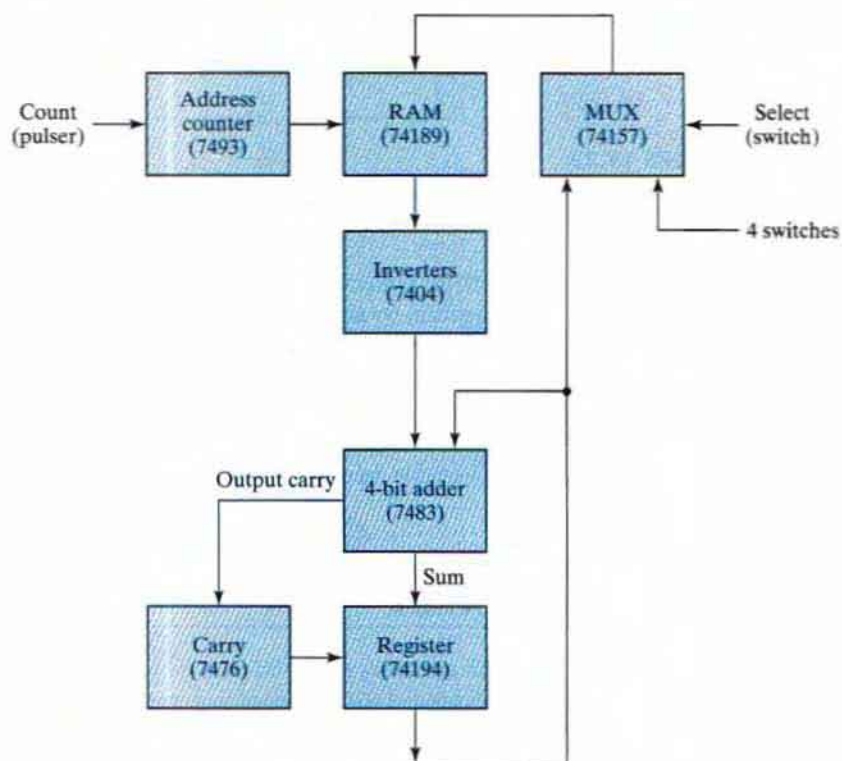 Count
(pulser)
Address
counter
(7493)
RAM
(74189)
MUX
(74157)
Select
(switch)
4 switches
Inverters
(7404)
Output carry
4-bit adder
(7483)
Sum
Carry
(7476)
Register
(74194)